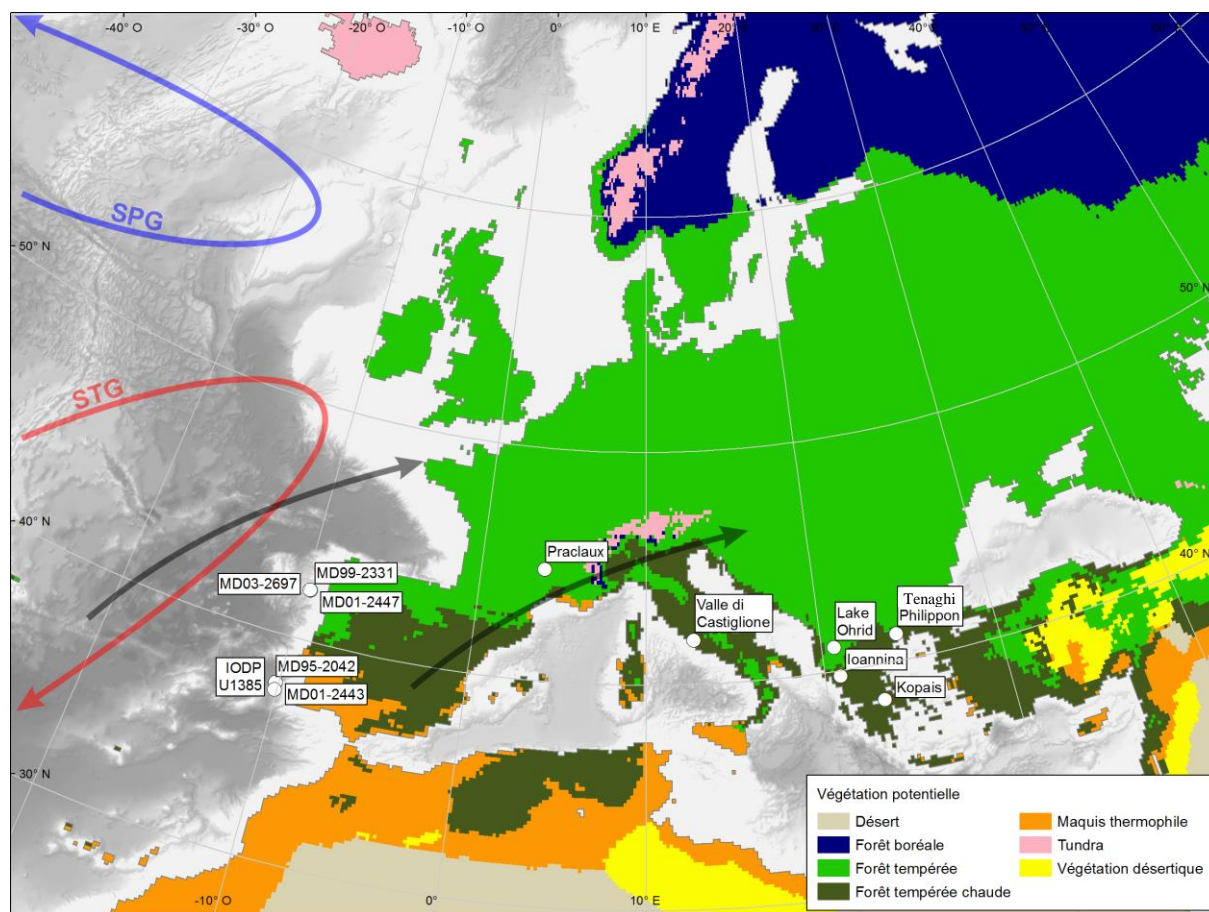 -40° O
-30° O
-20° O
-10° O
0°
10° E
20° E
30° E
SPG
50° N
50° N
STG
40° N
40° N
Praclaux
MD03-2697
MD99-2331
MD01-2447
Valle di
Castiglione
Lake
Ohrid
Tenaghi
Philippon
Ioannina
Kopais
IODP
U1385
MD95-2042
MD01-2443
30° N
-10° O
0°
10° E
Végétation potentielle
Désert
Forêt boréale
Forêt tempérée
Forêt tempérée chaude
Maquis thermophile
Tundra
Végétation désertique